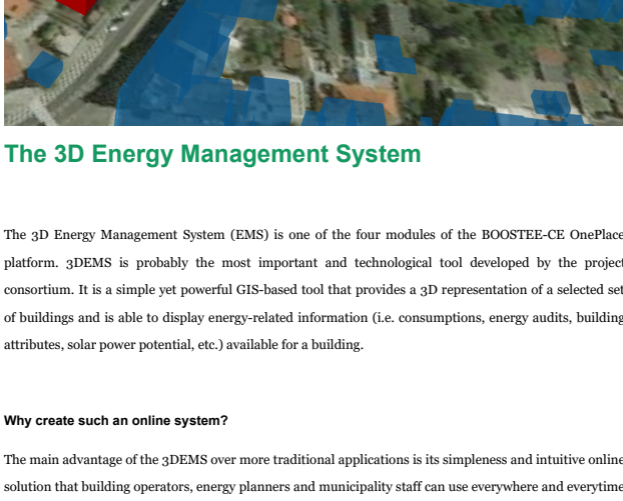 The 3D Energy Management System
The 3D Energy Management System (EMS) is one of the four modules of the BOOSTEE-CE OnePlace
platform. 3DEMS is probably the most important and technological tool developed by the project
consortium. It is a simple yet powerful GIS-based tool that provides a 3D representation of a selected set
of buildings and is able to display energy-related information (i.e. consumptions, energy audits, building
attributes, solar power potential, etc.) available for a building.
Why create such an online system?
The main advantage of the 3DEMS over more traditional applications is its simpleness and intuitive online
solution that building operators, energy planners and municipality staff can use everywhere and everytime